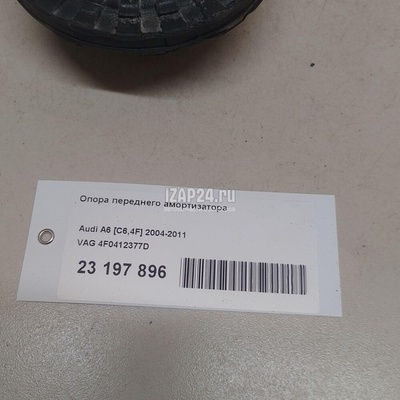 Опора переднего амортизатора
IZAP24.ru
Audi A6 [C6,4F] 2004-2011
VAG 4F0412377D
23 197 896